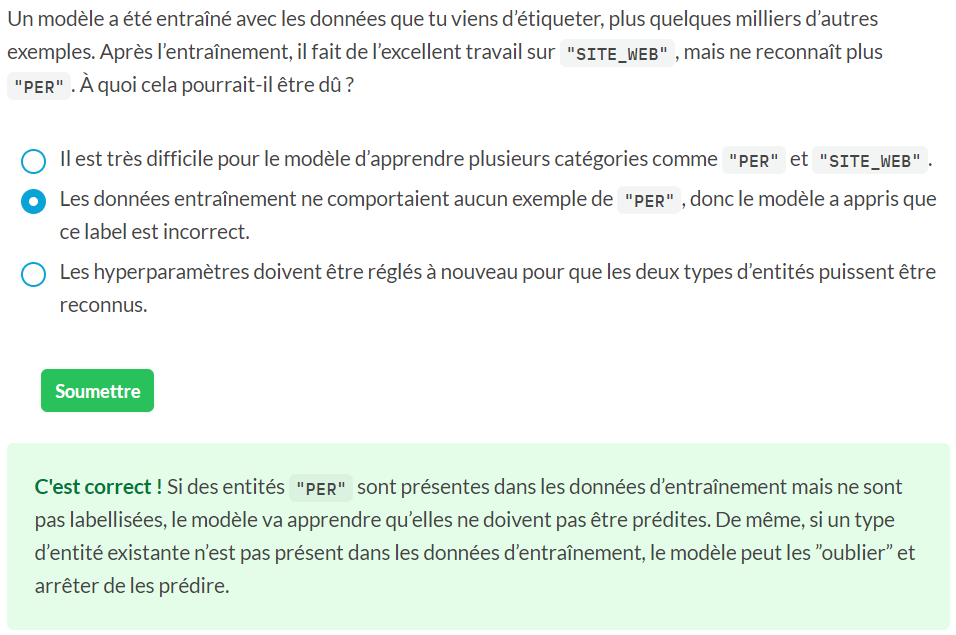 Un modèle a été entraîné avec les données que tu viens d’étiqueter, plus quelques milliers d’autres
exemples. Après l’entraînement, il fait de l’excellent travail sur "SITE_WEB", mais ne reconnaît plus
"PER". À quoi cela pourrait-il être dû ?
Il est très difficile pour le modèle d’apprendre plusieurs catégories comme "PER" et "SITE_WEB".
Les données entraînement ne comportaient aucun exemple de "PER", donc le modèle a appris que
ce label est incorrect.
Les hyperparamètres doivent être réglés à nouveau pour que les deux types d’entités puissent être
reconnus.
Soumettre
C'est correct ! Si des entités "PER" sont présentes dans les données d’entraînement mais ne sont
pas labellisées, le modèle va apprendre qu’elles ne doivent pas être prédites. De même, si un type
d’entité existante n’est pas présent dans les données d’entraînement, le modèle peut les ”oublier” et
arrêter de les prédire.